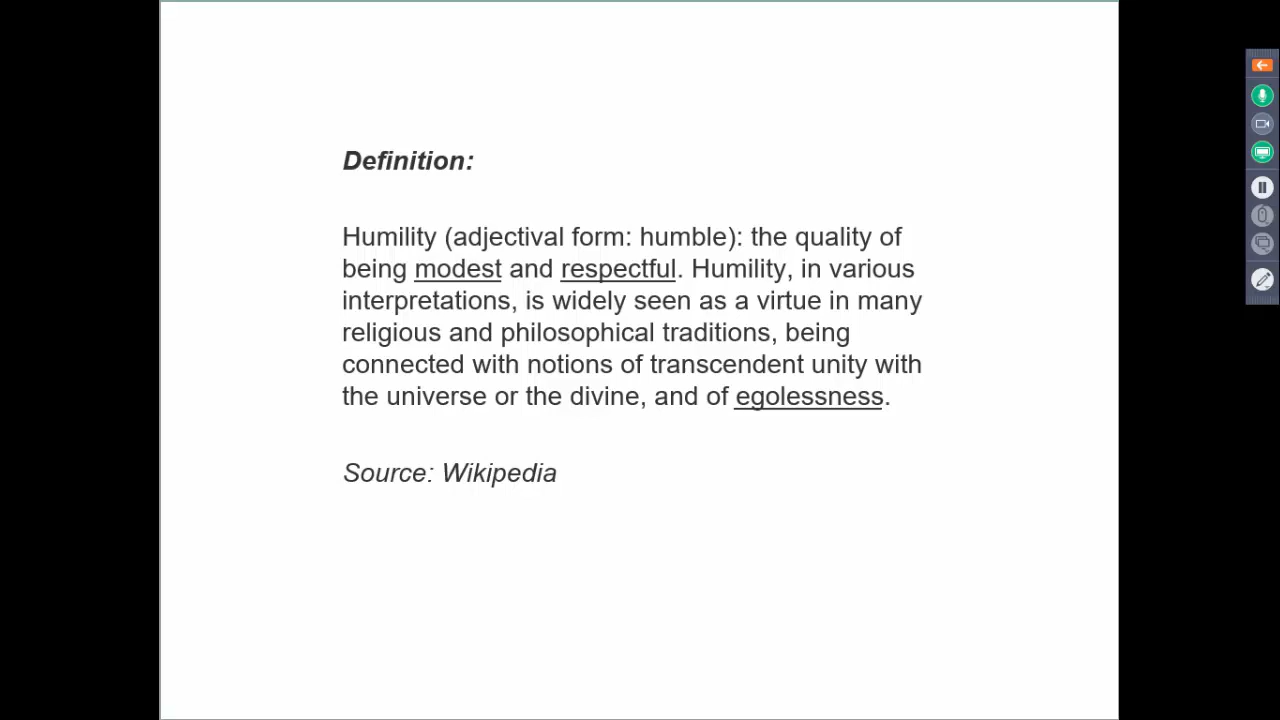 Definition:
Humility (adjectival form: humble): the quality of
being modest and respectful. Humility, in various
interpretations, is widely seen as a virtue in many
religious and philosophical traditions, being
connected with notions of transcendent unity with
the universe or the divine, and of egolessness.
Source: Wikipedia